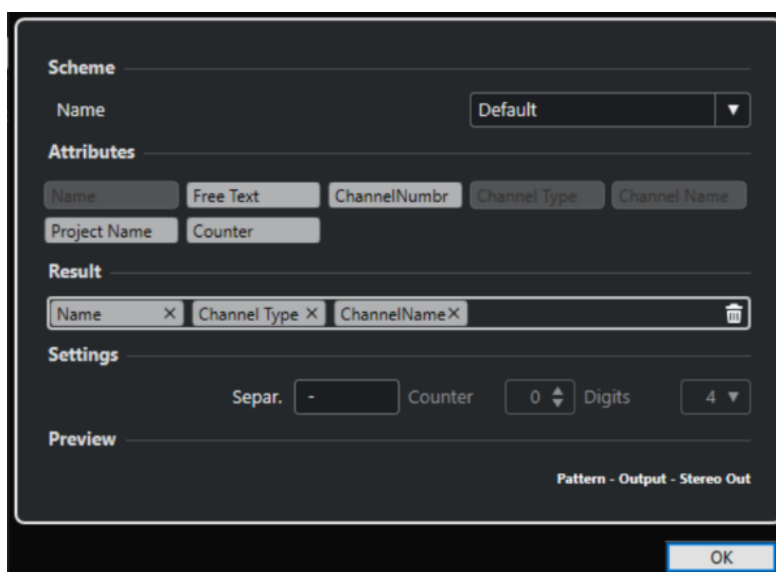 Scheme
Name Default
Attributes
Name Free Text ChannelNumbr Channel Type Channel Name
Project Name Counter
Result
Name × Channel Type × ChannelName×
Settings
Separ. - Counter 0 Digits 4
Preview
Pattern - Output - Stereo Out
OK